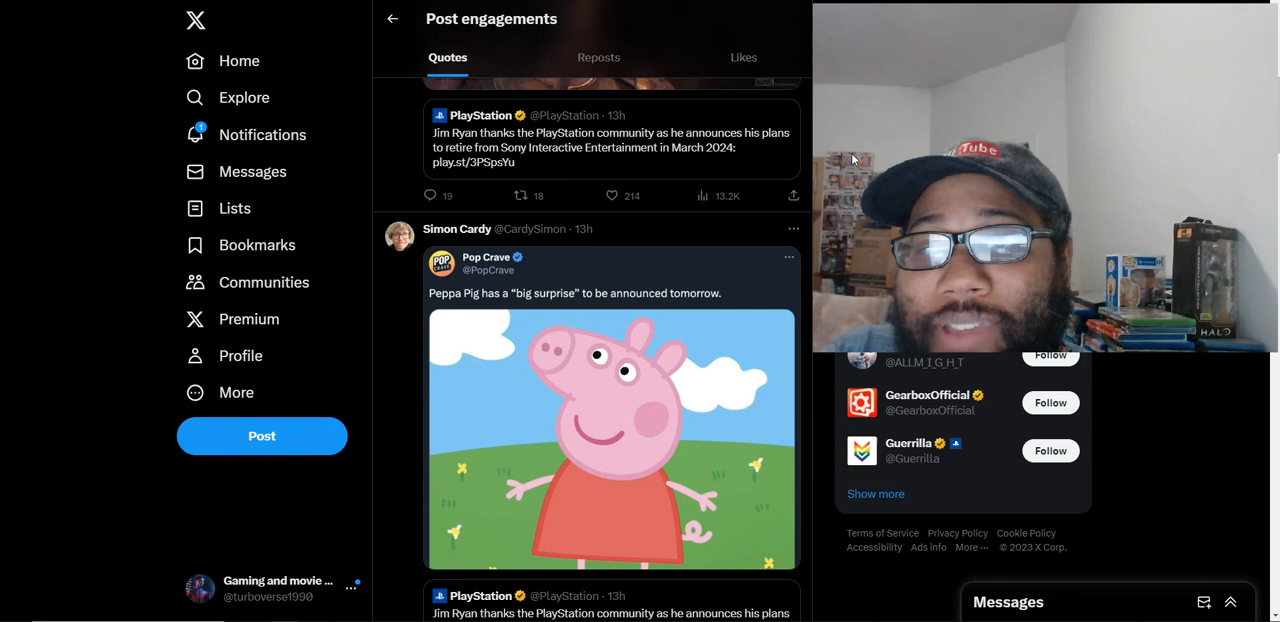 Home
Explore
1
Notifications
Messages
Lists
Bookmarks
Communities
Premium
Profile
More
Post
Gaming and movie ...
@turboverse1990
Post engagements
Quotes
Reposts
Likes
PlayStation @PlayStation · 13h
Jim Ryan thanks the PlayStation community as he announces his plans
to retire from Sony Interactive Entertainment in March 2024:
play.st/3PSpsYu
19
18
214
13.2K
Simon Cardy @CardySimon · 13h
POP CRAVE
Pop Crave
@PopCrave
Peppa Pig has a “big surprise” to be announced tomorrow.
PlayStation @PlayStation · 13h
Jim Ryan thanks the PlayStation community as he announces his plans
Tube
HALO
@ALLM_I_G_H_T
Follow
GearboxOfficial
@GearboxOfficial
Follow
Guerrilla
@Guerrilla
Follow
Show more
Terms of Service Privacy Policy Cookie Policy
Accessibility Ads info More ··· © 2023 X Corp.
Messages